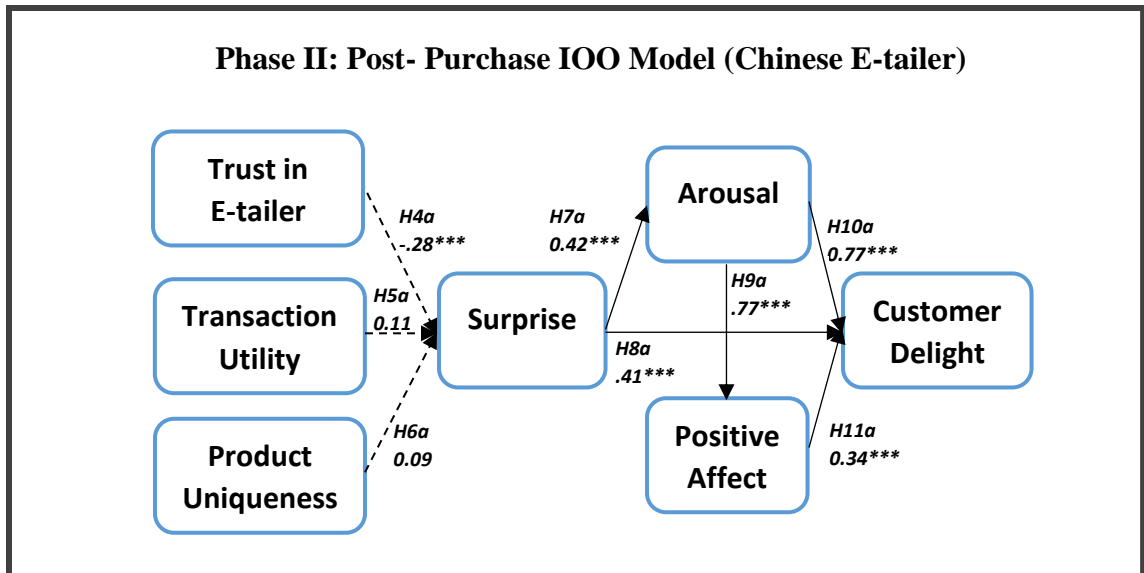 Phase II: Post- Purchase IOO Model (Chinese E-tailer)
Trust in
E-tailer
H4a
-.28***
Transaction
Utility
H5a
0.11
Product
Uniqueness
H6a
0.09
Surprise
H7a
0.42***
Arousal
H8a
.41***
H9a
.77***
Positive
Affect
H10a
0.77***
H11a
0.34***
Customer
Delight